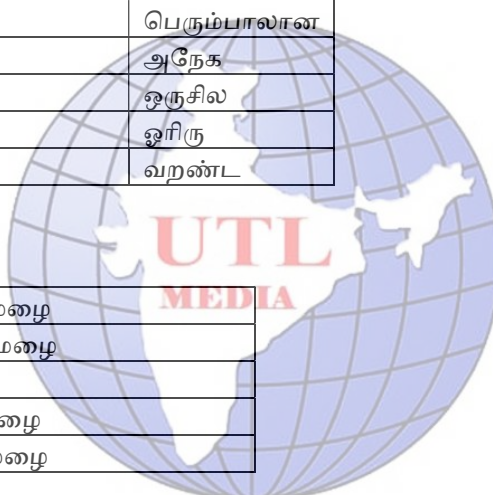 பெரும்பாலான
அநேக
ஒருசில
ஓரிரு
வறண்ட
UTL
MEDIA
மழை
மழை
மழை
மழை